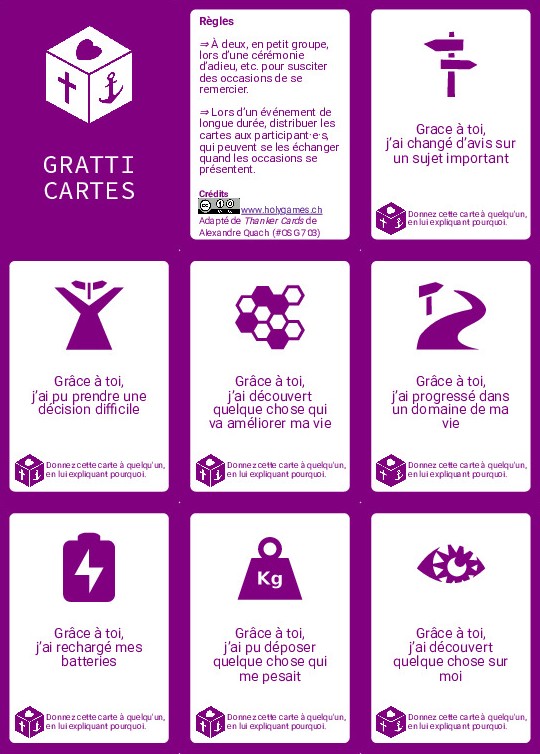 GRATTI
CARTES
Règles
⇒ À deux, en petit groupe,
lors d'une cérémonie
d'adieu, etc. pour susciter
des occasions de se
remercier.
⇒ Lors d'un événement de
longue durée, distribuer les
cartes aux participant·e·s,
qui peuvent se les échanger
quand les occasions se
présentent.
Crédits
www.holygames.ch
Adapté de Thanker Cards de
Alexandre Quach (#OSG703)
Grace à toi,
j'ai changé d'avis sur
un sujet important
Donnez cette carte à quelqu'un,
en lui expliquant pourquoi.
Grâce à toi,
j'ai pu prendre une
décision difficile
Donnez cette carte à quelqu'un,
en lui expliquant pourquoi.
Grâce à toi,
j'ai découvert
quelque chose qui
va améliorer ma vie
Donnez cette carte à quelqu'un,
en lui expliquant pourquoi.
Grâce à toi,
j'ai progressé dans
un domaine de ma
vie
Donnez cette carte à quelqu'un,
en lui expliquant pourquoi.
Grâce à toi,
j'ai rechargé mes
batteries
Donnez cette carte à quelqu'un,
en lui expliquant pourquoi.
Kg
Grâce à toi,
j'ai pu déposer
quelque chose qui
me pesait
Donnez cette carte à quelqu'un,
en lui expliquant pourquoi.
Grâce à toi,
j'ai découvert
quelque chose sur
moi
Donnez cette carte à quelqu'un,
en lui expliquant pourquoi.